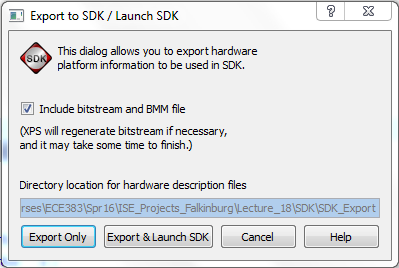 Export to SDK / Launch SDK
SDK
This dialog allows you to export hardware
platform information to be used in SDK.
Include bitstream and BMM file
(XPS will regenerate bitstream if necessary,
and it may take some time to finish.)
Directory location for hardware description files
rses\ECE383\Spr16\ISE_Projects_Falkinburg\Lecture_18\SDK\SDK_Export
Export Only
Export & Launch SDK
Cancel
Help